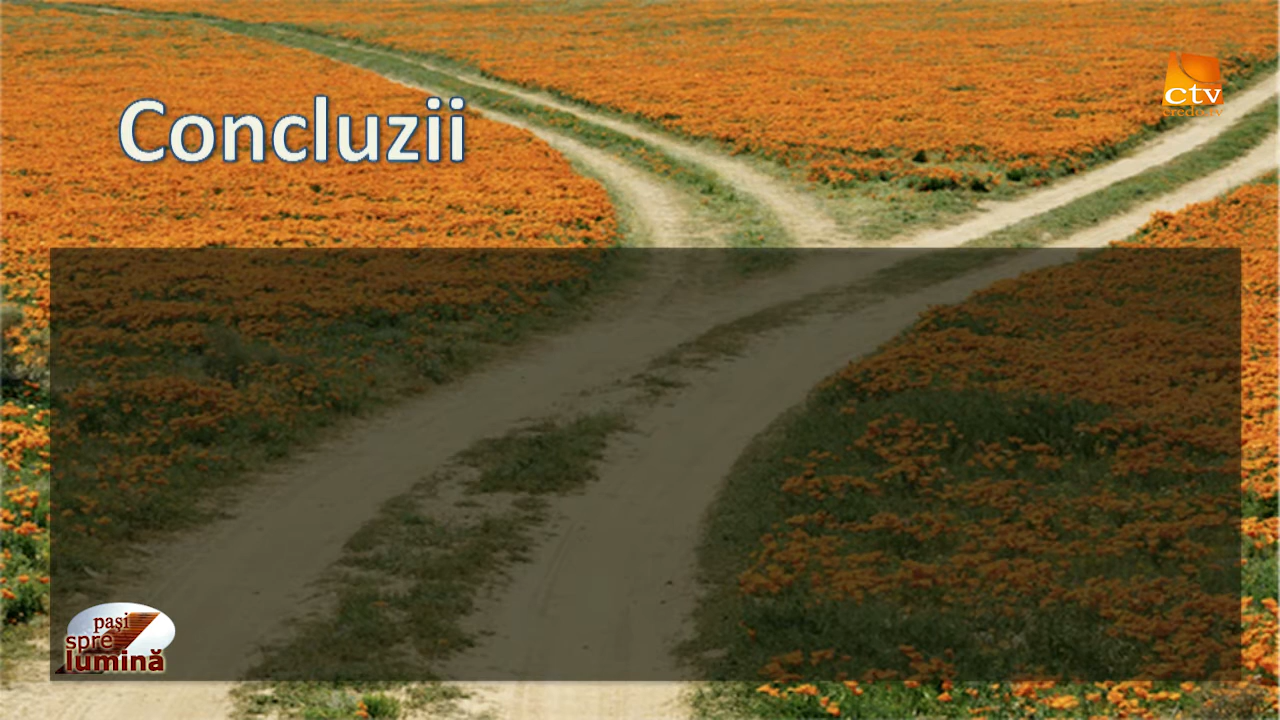 Concluzii
ctv
credo tv
pași
spre
lumină